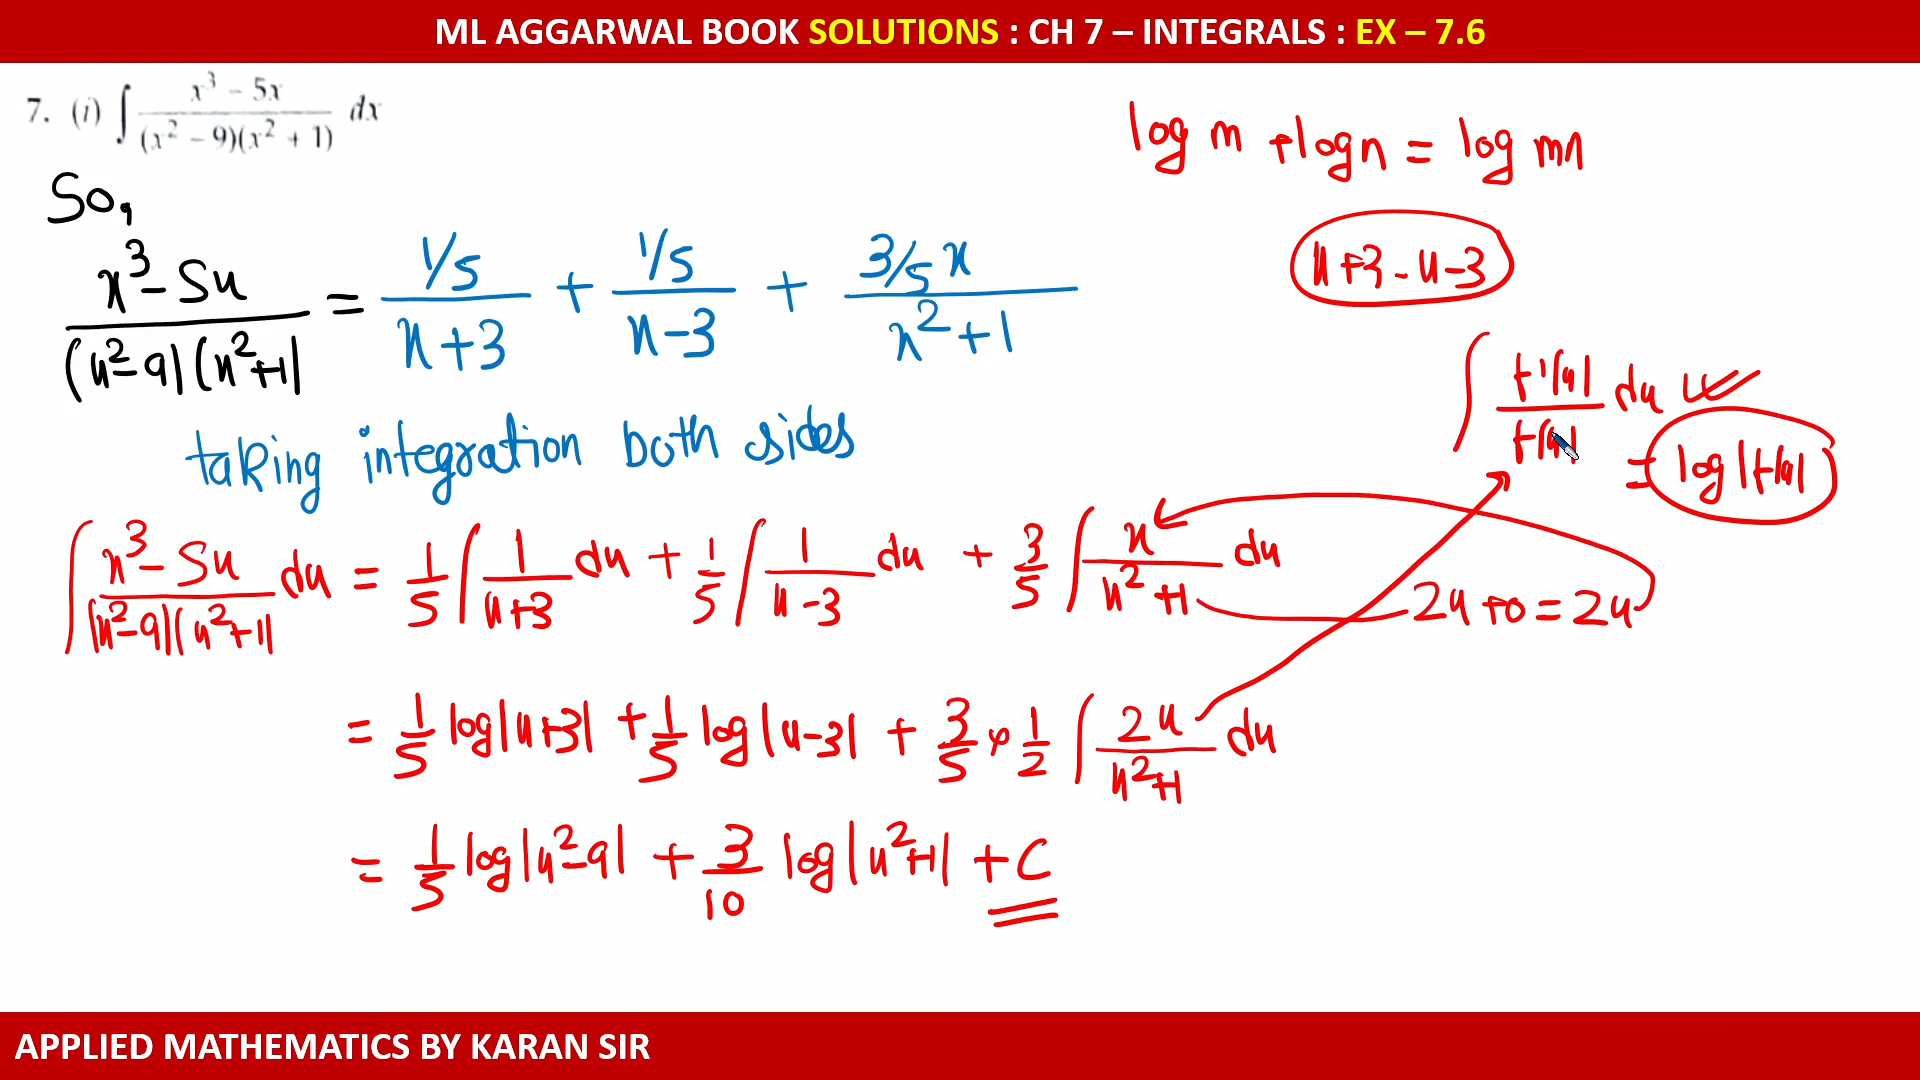 ML AGGARWAL BOOK SOLUTIONS : CH 7 – INTEGRALS : EX – 7.6
7. (i) ∫ (x³ – 5x)/((x² – 9)(x² + 1)) dx
log m + log n = log mn
So,
x+3 - x-3
(x³ - 5x)/((x²-9)(x²+1)) = (1/5)/(x+3) + (1/5)/(x-3) + (3/5 x)/(x²+1)
∫ f'(x)/f(x) dx = log|f(x)|
taking integration both sides
∫ (x³ - 5x)/((x²-9)(x²+1)) dx = 1/5 ∫ 1/(x+3) dx + 1/5 ∫ 1/(x-3) dx + 3/5 ∫ x/(x²+1) dx
2x + 0 = 2x
= 1/5 log|x+3| + 1/5 log|x-3| + 3/5 × 1/2 ∫ 2x/(x²+1) dx
= 1/5 log|x²-9| + 3/10 log|x²+1| + C
APPLIED MATHEMATICS BY KARAN SIR